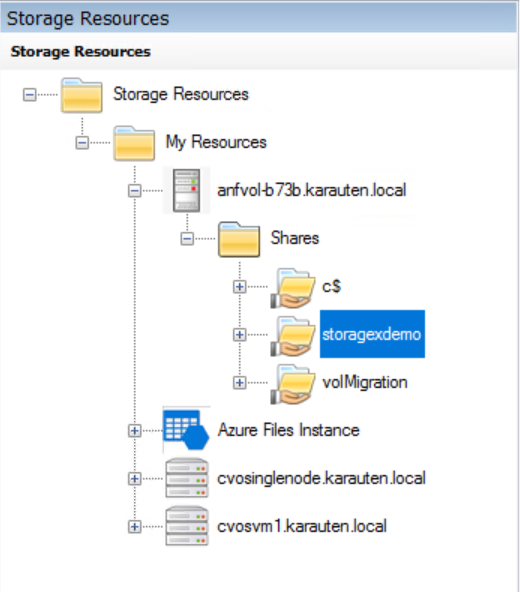 Storage Resources
Storage Resources
Storage Resources
My Resources
anfvol-b73b.karauten.local
Shares
c$
storagexdemo
volMigration
Azure Files Instance
cvosinglenode.karauten.local
cvosvm1.karauten.local